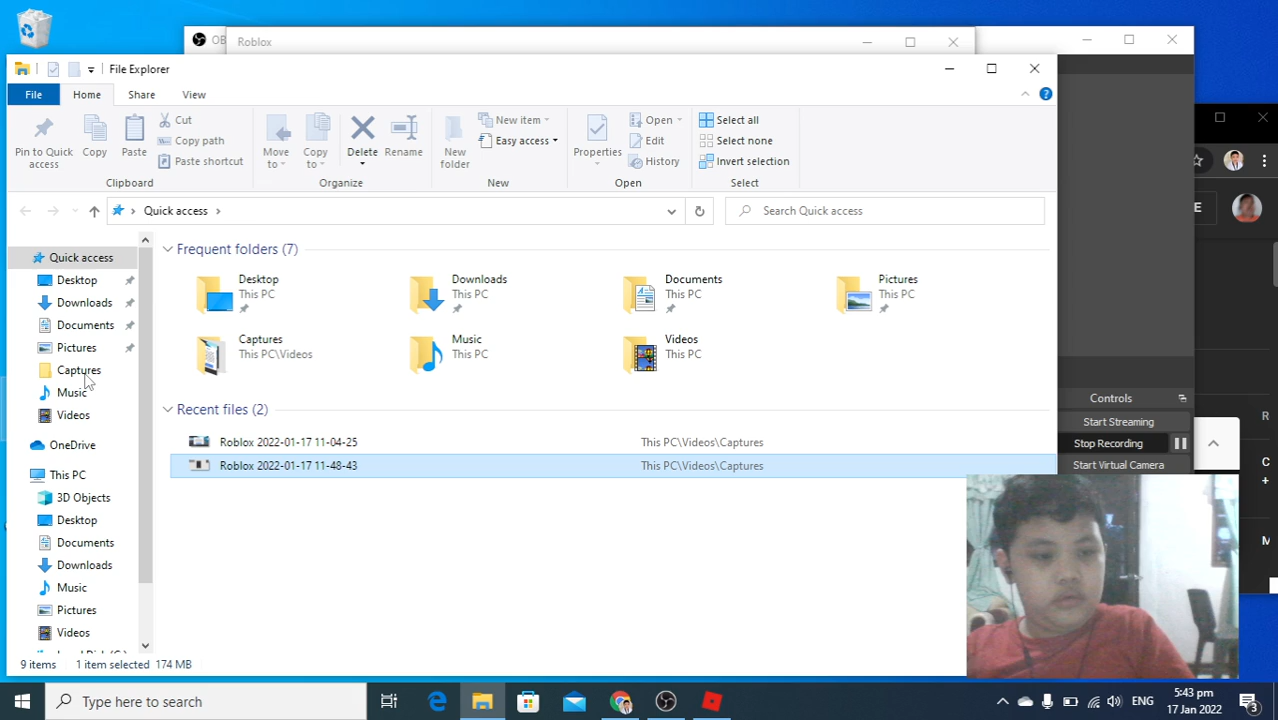 OB
Roblox
File Explorer
File
Home
Share
View
Pin to Quick access
Copy
Paste
Cut
Copy path
Paste shortcut
Clipboard
Move to
Copy to
Delete
Rename
Organize
New folder
New item
Easy access
New
Properties
Open
Edit
History
Open
Select all
Select none
Invert selection
Select
Quick access
Search Quick access
Quick access
Desktop
Downloads
Documents
Pictures
Captures
Music
Videos
OneDrive
This PC
3D Objects
Desktop
Documents
Downloads
Music
Pictures
Videos
Frequent folders (7)
Desktop
This PC
Downloads
This PC
Documents
This PC
Pictures
This PC
Captures
This PC\Videos
Music
This PC
Videos
This PC
Recent files (2)
Roblox 2022-01-17 11-04-25
This PC\Videos\Captures
Roblox 2022-01-17 11-48-43
This PC\Videos\Captures
9 items
1 item selected 174 MB
Controls
Start Streaming
Stop Recording
Start Virtual Camera
E
R
C
+
M
Type here to search
ENG
5:43 pm
17 Jan 2022
3